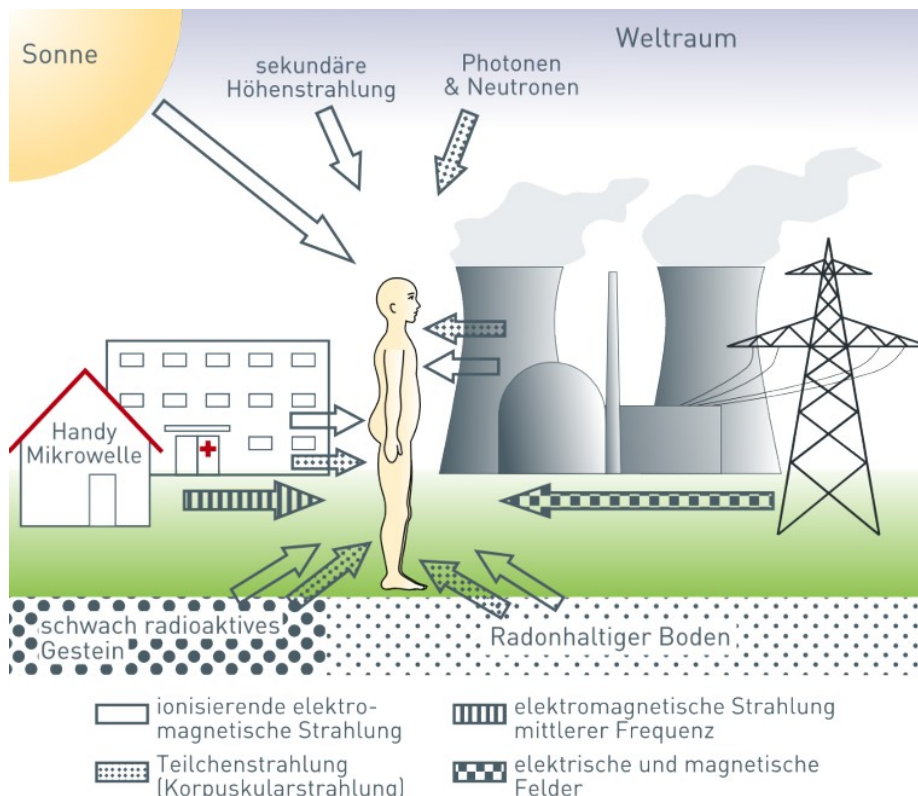 Sonne
Weltraum
sekundäre
Höhenstrahlung
Photonen
& Neutronen
Handy
Mikrowelle
schwach radioaktives
Gestein
Radonhaltiger Boden
ionisierende elektro-
magnetische Strahlung
elektromagnetische Strahlung
mittlerer Frequenz
Teilchenstrahlung
(Korpuskularstrahlung)
elektrische und magnetische
Felder